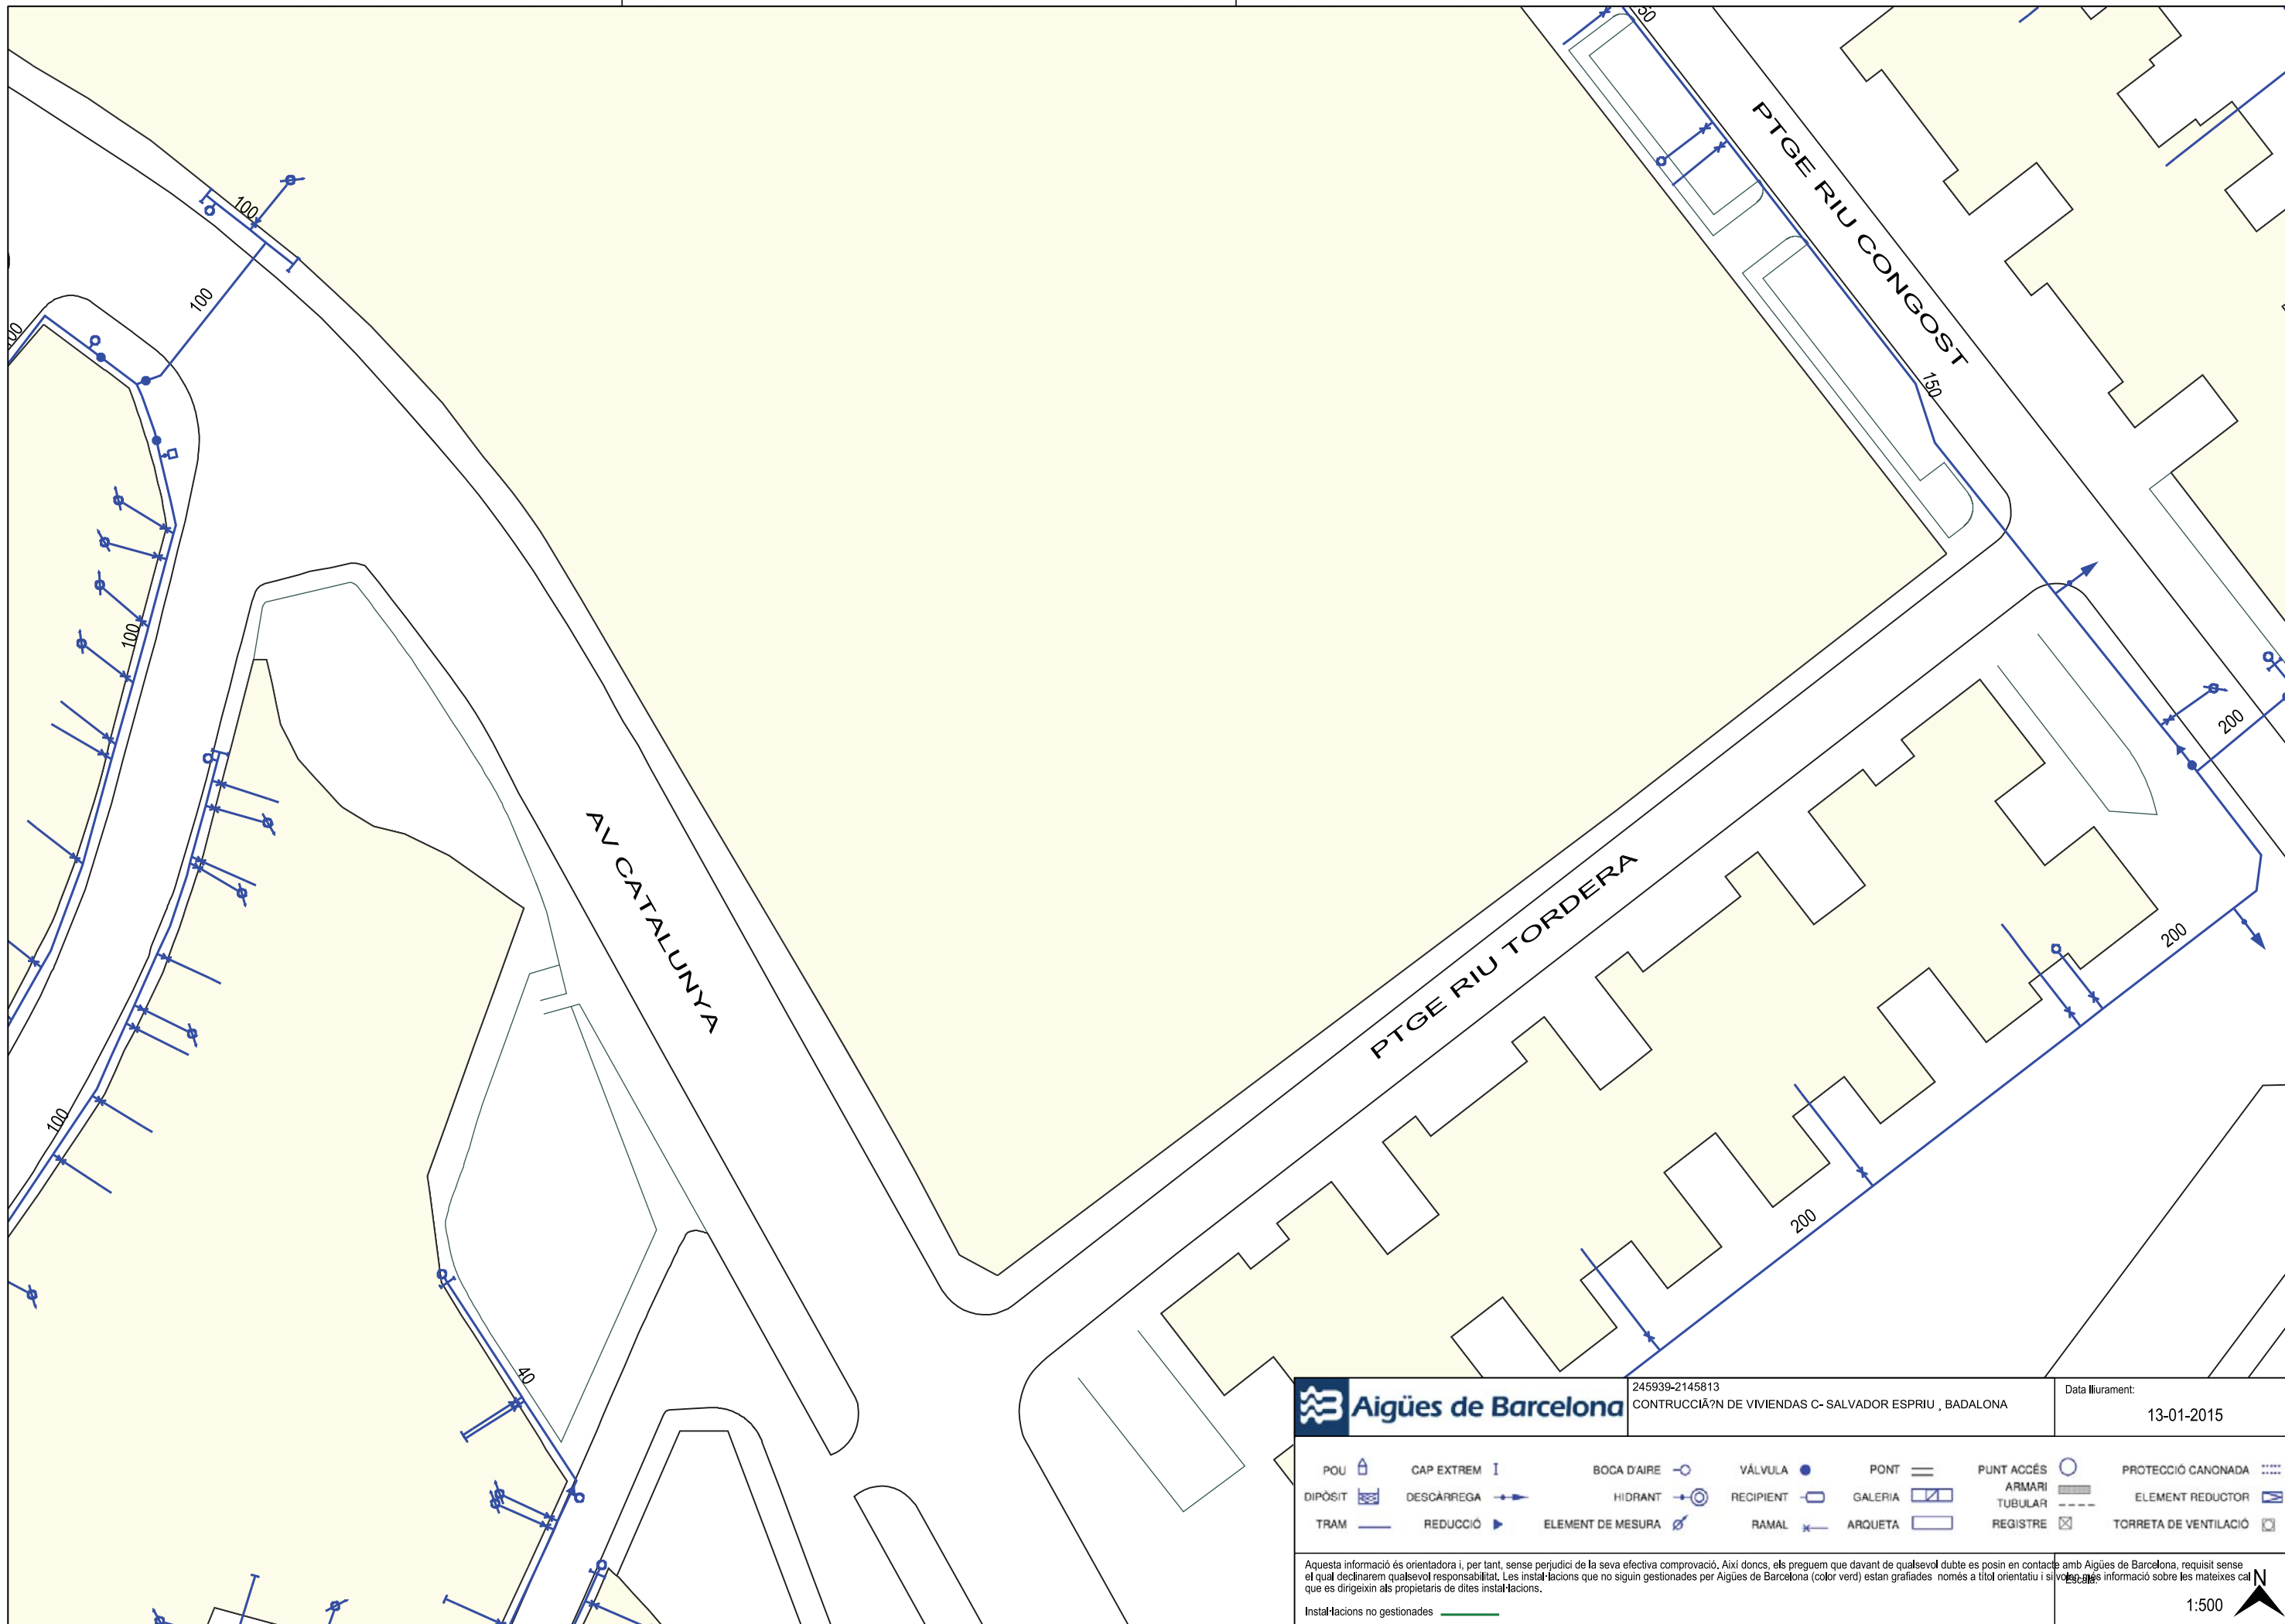 50
PTGE RIU CONGOST
100
100
150
100
200
AV CATALUNYA
PTGE RIU TORDERA
200
100
200
40
Aigües de Barcelona
245939-2145813
CONTRUCCIÃ?N DE VIVIENDAS C- SALVADOR ESPRIU , BADALONA
Data lliurament:
13-01-2015
POU CAP EXTREM BOCA D'AIRE VÁLVULA PONT PUNT ACCÉS PROTECCIÓ CANONADA
DIPÒSIT DESCÀRREGA HIDRANT RECIPIENT GALERIA ARMARI TUBULAR ELEMENT REDUCTOR
TRAM REDUCCIÓ ELEMENT DE MESURA RAMAL ARQUETA REGISTRE TORRETA DE VENTILACIÓ
Aquesta informació és orientadora i, per tant, sense perjudici de la seva efectiva comprovació. Així doncs, els preguem que davant de qualsevol dubte es posin en contacte amb Aigües de Barcelona, requisit sense
el qual declinarem qualsevol responsabilitat. Les instal·lacions que no siguin gestionades per Aigües de Barcelona (color verd) estan grafiades només a títol orientatiu i si volen més informació sobre les mateixes cal
que es dirigeixin als propietaris de dites instal·lacions.
Escala:
N
1:500
Instal·lacions no gestionades